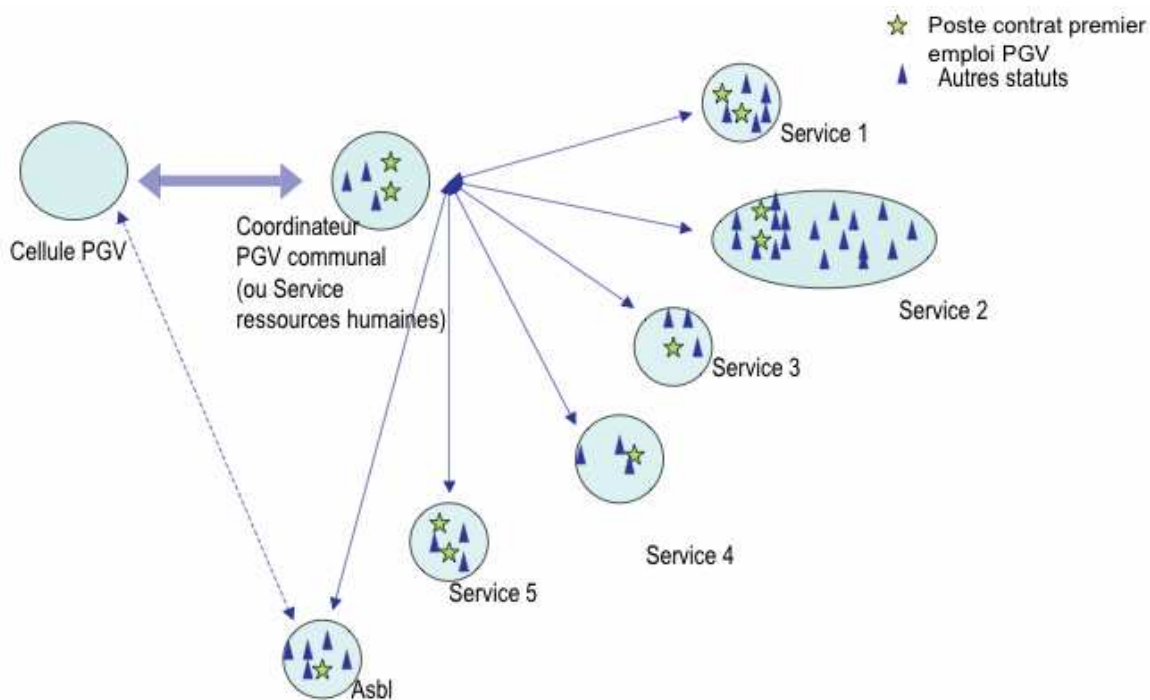 Poste contrat premier
emploi PGV
Autres statuts
Service 1
Cellule PGV
Coordinateur
PGV communal
(ou Service
ressources humaines)
Service 2
Service 3
Service 4
Service 5
Asbl